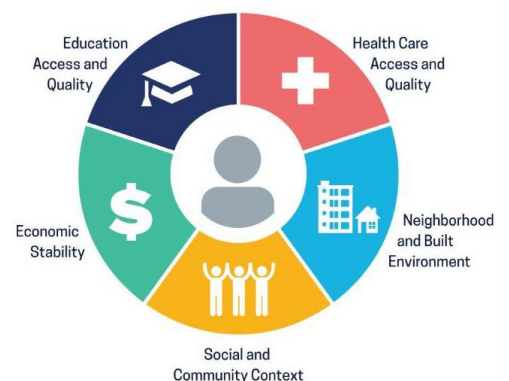 Education
Access and
Quality
Health Care
Access and
Quality
Economic
Stability
$
Neighborhood
and Built
Environment
Social and
Community Context